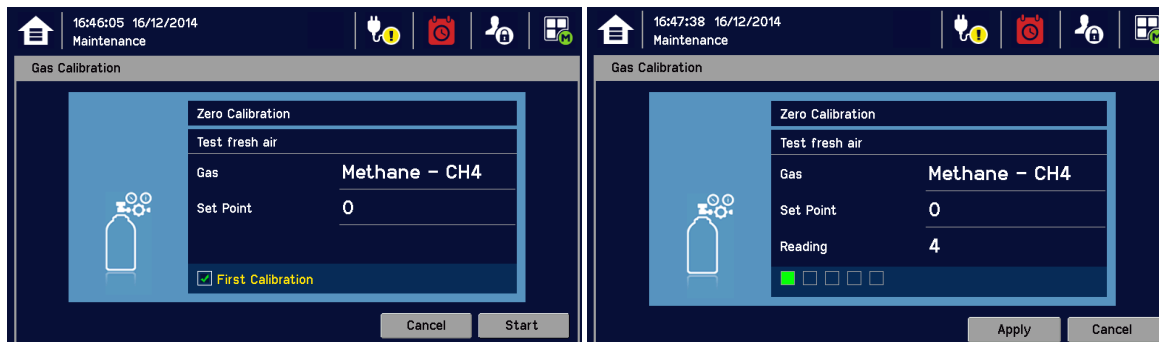 16:46:05 16/12/2014
Maintenance
Gas Calibration
Zero Calibration
Test fresh air
Gas Methane - CH4
Set Point 0
First Calibration
Cancel Start
16:47:38 16/12/2014
Maintenance
Gas Calibration
Zero Calibration
Test fresh air
Gas Methane - CH4
Set Point 0
Reading 4
Apply Cancel